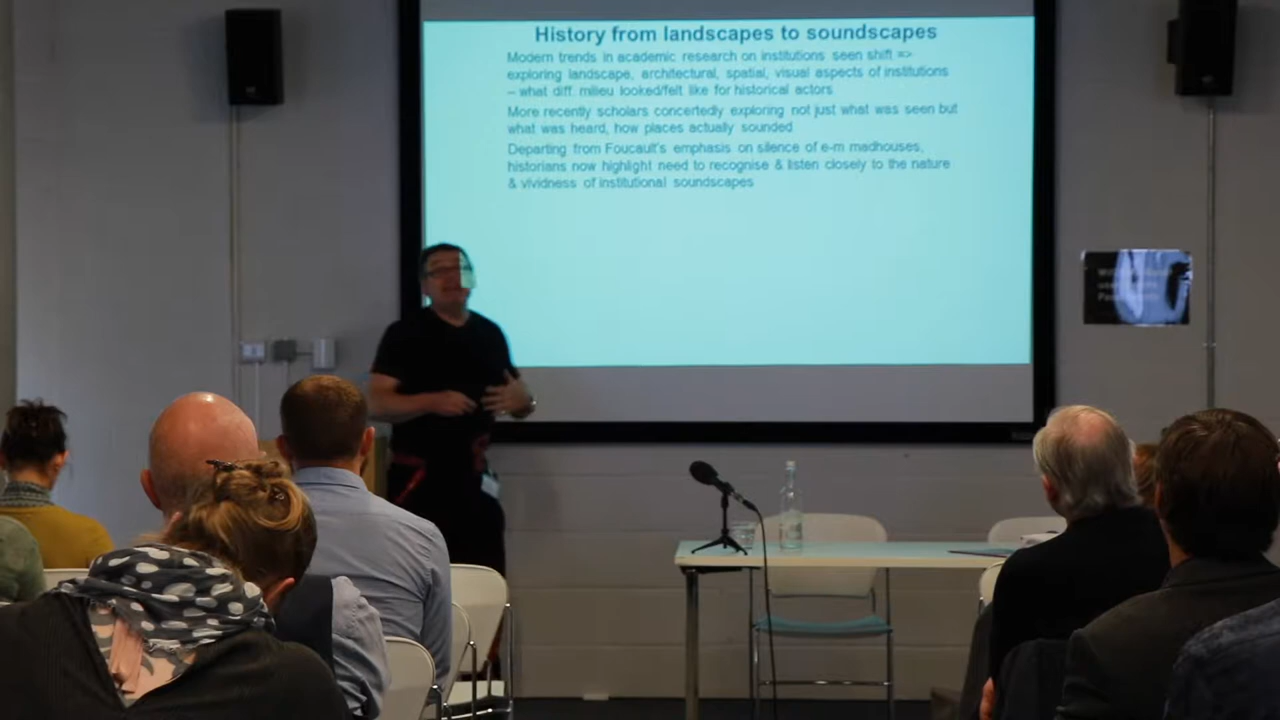 History from landscapes to soundscapes
Modern trends in academic research on institutions seen shift =>
exploring landscape, architectural, spatial, visual aspects of institutions
– what diff. milieu looked/felt like for historical actors
More recently scholars concertedly exploring not just what was seen but
what was heard, how places actually sounded
Departing from Foucault's emphasis on silence of e-m madhouses,
historians now highlight need to recognise & listen closely to the nature
& vividness of institutional soundscapes